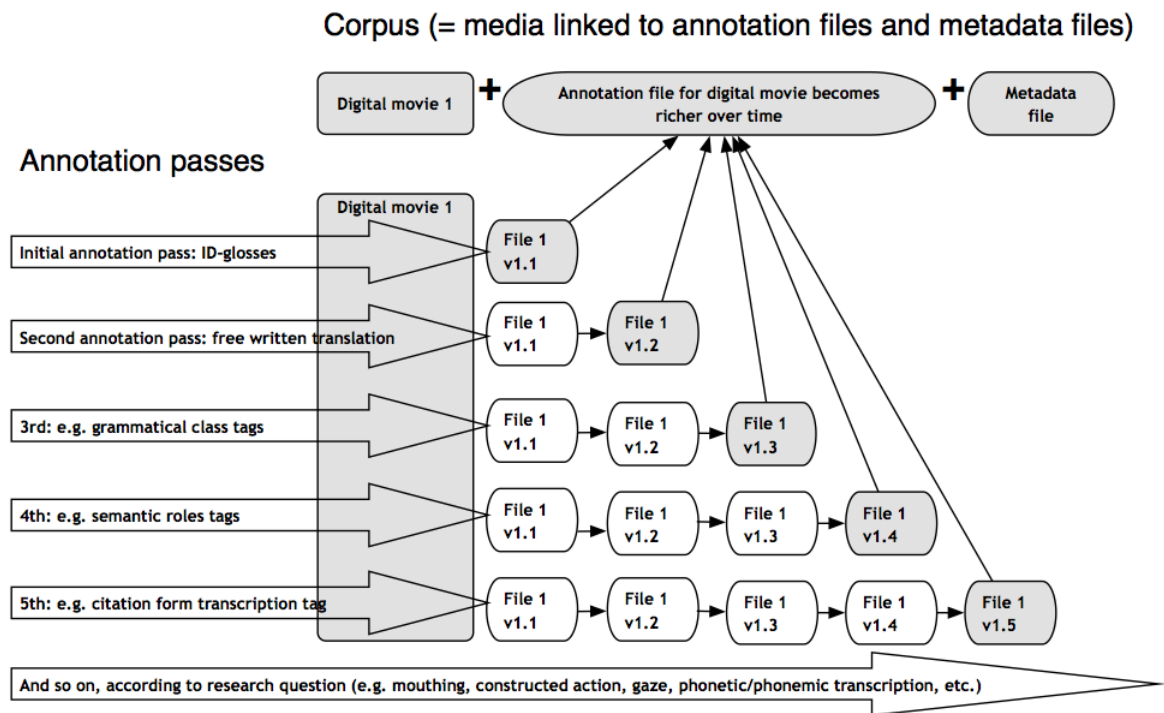 Corpus (= media linked to annotation files and metadata files)
Digital movie 1
+
Annotation file for digital movie becomes
richer over time
+
Metadata
file
Annotation passes
Digital movie 1
Initial annotation pass: ID-glosses
File 1
v1.1
Second annotation pass: free written translation
File 1
v1.1
File 1
v1.2
3rd: e.g. grammatical class tags
File 1
v1.1
File 1
v1.2
File 1
v1.3
4th: e.g. semantic roles tags
File 1
v1.1
File 1
v1.2
File 1
v1.3
File 1
v1.4
5th: e.g. citation form transcription tag
File 1
v1.1
File 1
v1.2
File 1
v1.3
File 1
v1.4
File 1
v1.5
And so on, according to research question (e.g. mouthing, constructed action, gaze, phonetic/phonemic transcription, etc.)